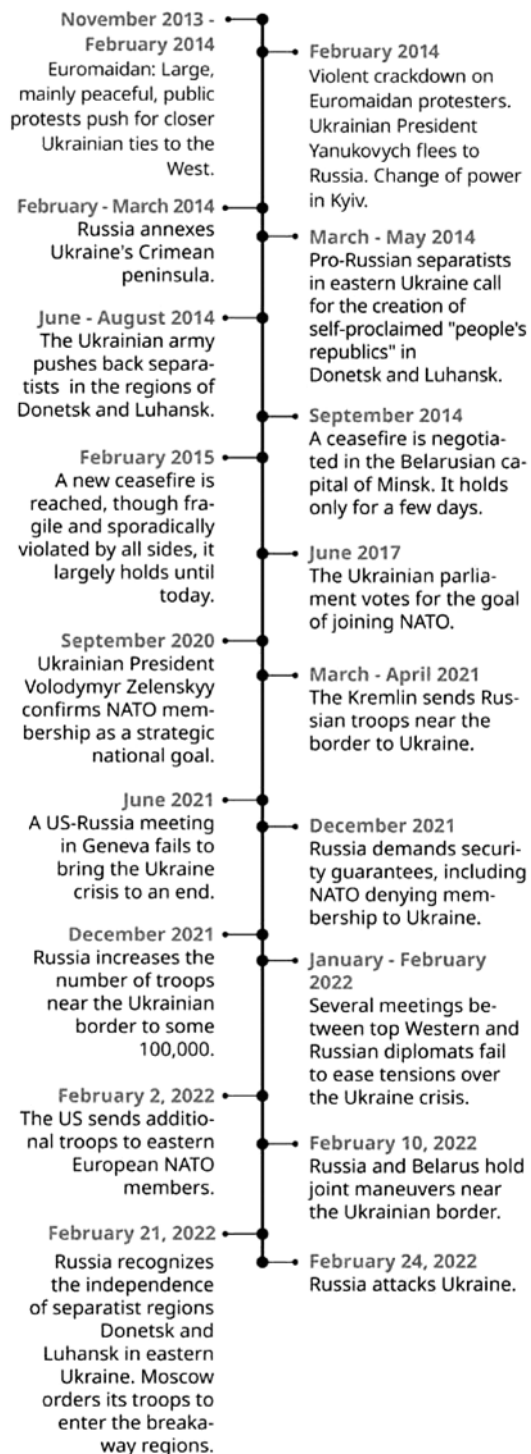 November 2013 -
February 2014
Euromaidan: Large,
mainly peaceful, public
protests push for closer
Ukrainian ties to the
West.
February 2014
Violent crackdown on
Euromaidan protesters.
Ukrainian President
Yanukovych flees to
Russia. Change of power
in Kyiv.
February - March 2014
Russia annexes
Ukraine's Crimean
peninsula.
March - May 2014
Pro-Russian separatists
in eastern Ukraine call
for the creation of
self-proclaimed "people's
republics" in
Donetsk and Luhansk.
June - August 2014
The Ukrainian army
pushes back separa-
tists in the regions of
Donetsk and Luhansk.
September 2014
A ceasefire is negotia-
ted in the Belarusian ca-
pital of Minsk. It holds
only for a few days.
February 2015
A new ceasefire is
reached, though fra-
gile and sporadically
violated by all sides, it
largely holds until
today.
June 2017
The Ukrainian parlia-
ment votes for the goal
of joining NATO.
September 2020
Ukrainian President
Volodymyr Zelenskyy
confirms NATO mem-
bership as a strategic
national goal.
March - April 2021
The Kremlin sends Rus-
sian troops near the
border to Ukraine.
June 2021
A US-Russia meeting
in Geneva fails to
bring the Ukraine
crisis to an end.
December 2021
Russia demands securi-
ty guarantees, including
NATO denying mem-
bership to Ukraine.
December 2021
Russia increases the
number of troops
near the Ukrainian
border to some
100,000.
January - February
2022
Several meetings be-
tween top Western and
Russian diplomats fail
to ease tensions over
the Ukraine crisis.
February 2, 2022
The US sends additio-
nal troops to eastern
European NATO
members.
February 10, 2022
Russia and Belarus hold
joint maneuvers near
the Ukrainian border.
February 21, 2022
Russia recognizes
the independence
of separatist regions
Donetsk and
Luhansk in eastern
Ukraine. Moscow
orders its troops to
enter the breaka-
way regions.
February 24, 2022
Russia attacks Ukraine.